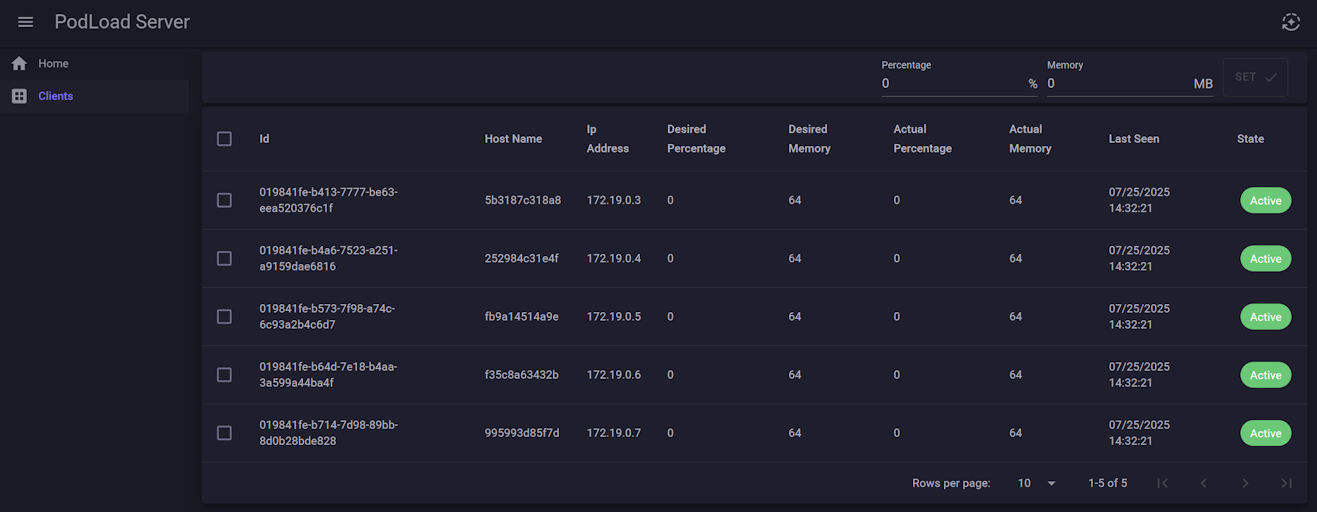 PodLoad Server
Home
Clients
Percentage
0 %
Memory
0 MB
SET
Id Host Name Ip Address Desired Percentage Desired Memory Actual Percentage Actual Memory Last Seen State
019841fe-b413-7777-be63-
eea520376c1f 5b3187c318a8 172.19.0.3 0 64 0 64 07/25/2025 14:32:21 Active
019841fe-b4a6-7523-a251-
a9159dae6816 252984c31e4f 172.19.0.4 0 64 0 64 07/25/2025 14:32:21 Active
019841fe-b573-7f98-a74c-
6c93a2b4c6d7 fb9a14514a9e 172.19.0.5 0 64 0 64 07/25/2025 14:32:21 Active
019841fe-b64d-7e18-b4aa-
3a599a44ba4f f35c8a63432b 172.19.0.6 0 64 0 64 07/25/2025 14:32:21 Active
019841fe-b714-7d98-89bb-
8d0b28bde828 995993d85f7d 172.19.0.7 0 64 0 64 07/25/2025 14:32:21 Active
Rows per page: 10 1-5 of 5